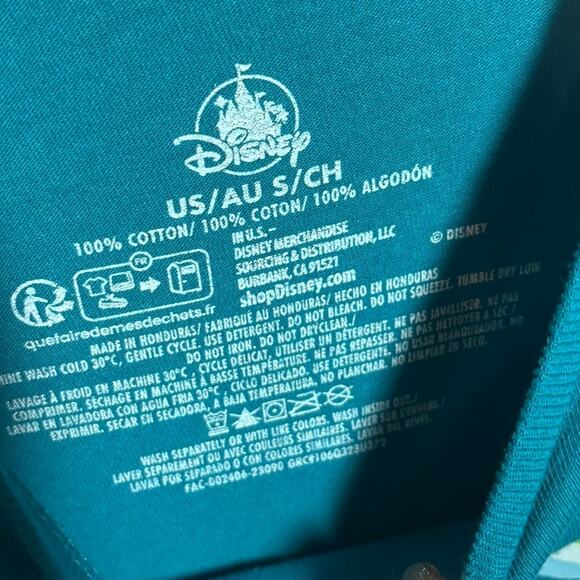 Disney
US/AU S/CH
100% COTTON/ 100% COTON/ 100% ALGODÓN
IN U.S.–
DISNEY MERCHANDISE
SOURCING & DISTRIBUTION, LLC
BURBANK, CA 91521
shopDisney.com
© DISNEY
FR
quefairedemesdechets.fr
MADE IN HONDURAS/ FABRIQUÉ AU HONDURAS/ HECHO EN HONDURAS
WASH COLD 30°C, GENTLE CYCLE. USE DETERGENT. DO NOT BLEACH. DO NOT SQUEEZE. TUMBLE DRY LOW.
DO NOT IRON. DO NOT DRYCLEAN./
LAVAGE À FROID EN MACHINE 30°C, CYCLE DÉLICAT, UTILISER UN DÉTERGENT. NE PAS JAVELLISER. NE PAS
COMPRIMER. SÉCHAGE EN MACHINE À BASSE TEMPÉRATURE. NE PAS REPASSER. NE PAS NETTOYER À SEC/
LAVAR EN LAVADORA CON AGUA FRIA 30°C, CICLO DELICADO. USE DETERGENTE. NO USAR BLANQUEADOR. NO
EXPRIMIR. SECAR EN SECADORA, A BAJA TEMPERATURA. NO PLANCHAR. NO LIMPIAR EN SECO.
WASH SEPARATELY OR WITH LIKE COLORS. WASH INSIDE OUT/
LAVER SÉPAREMENT OU AVEC COULEURS SIMILAIRES. LAVER SUR L'ENVERS/
LAVAR POR SEPARADO O CON COLORES SIMILARES. LAVAR DEL REVÉS.
FAC-002406-23090 GRC#106Q323U372